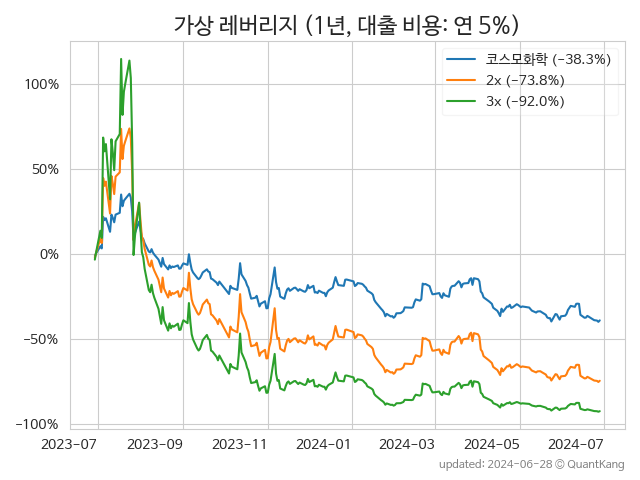 가상 레버리지 (1년, 대출 비용: 연 5%)
코스모화학 (−38.3%)
2x (−73.8%)
3x (−92.0%)
100%
50%
0%
−50%
−100%
2023-07 2023-09 2023-11 2024-01 2024-03 2024-05 2024-07
updated: 2024-06-28 © QuantKang